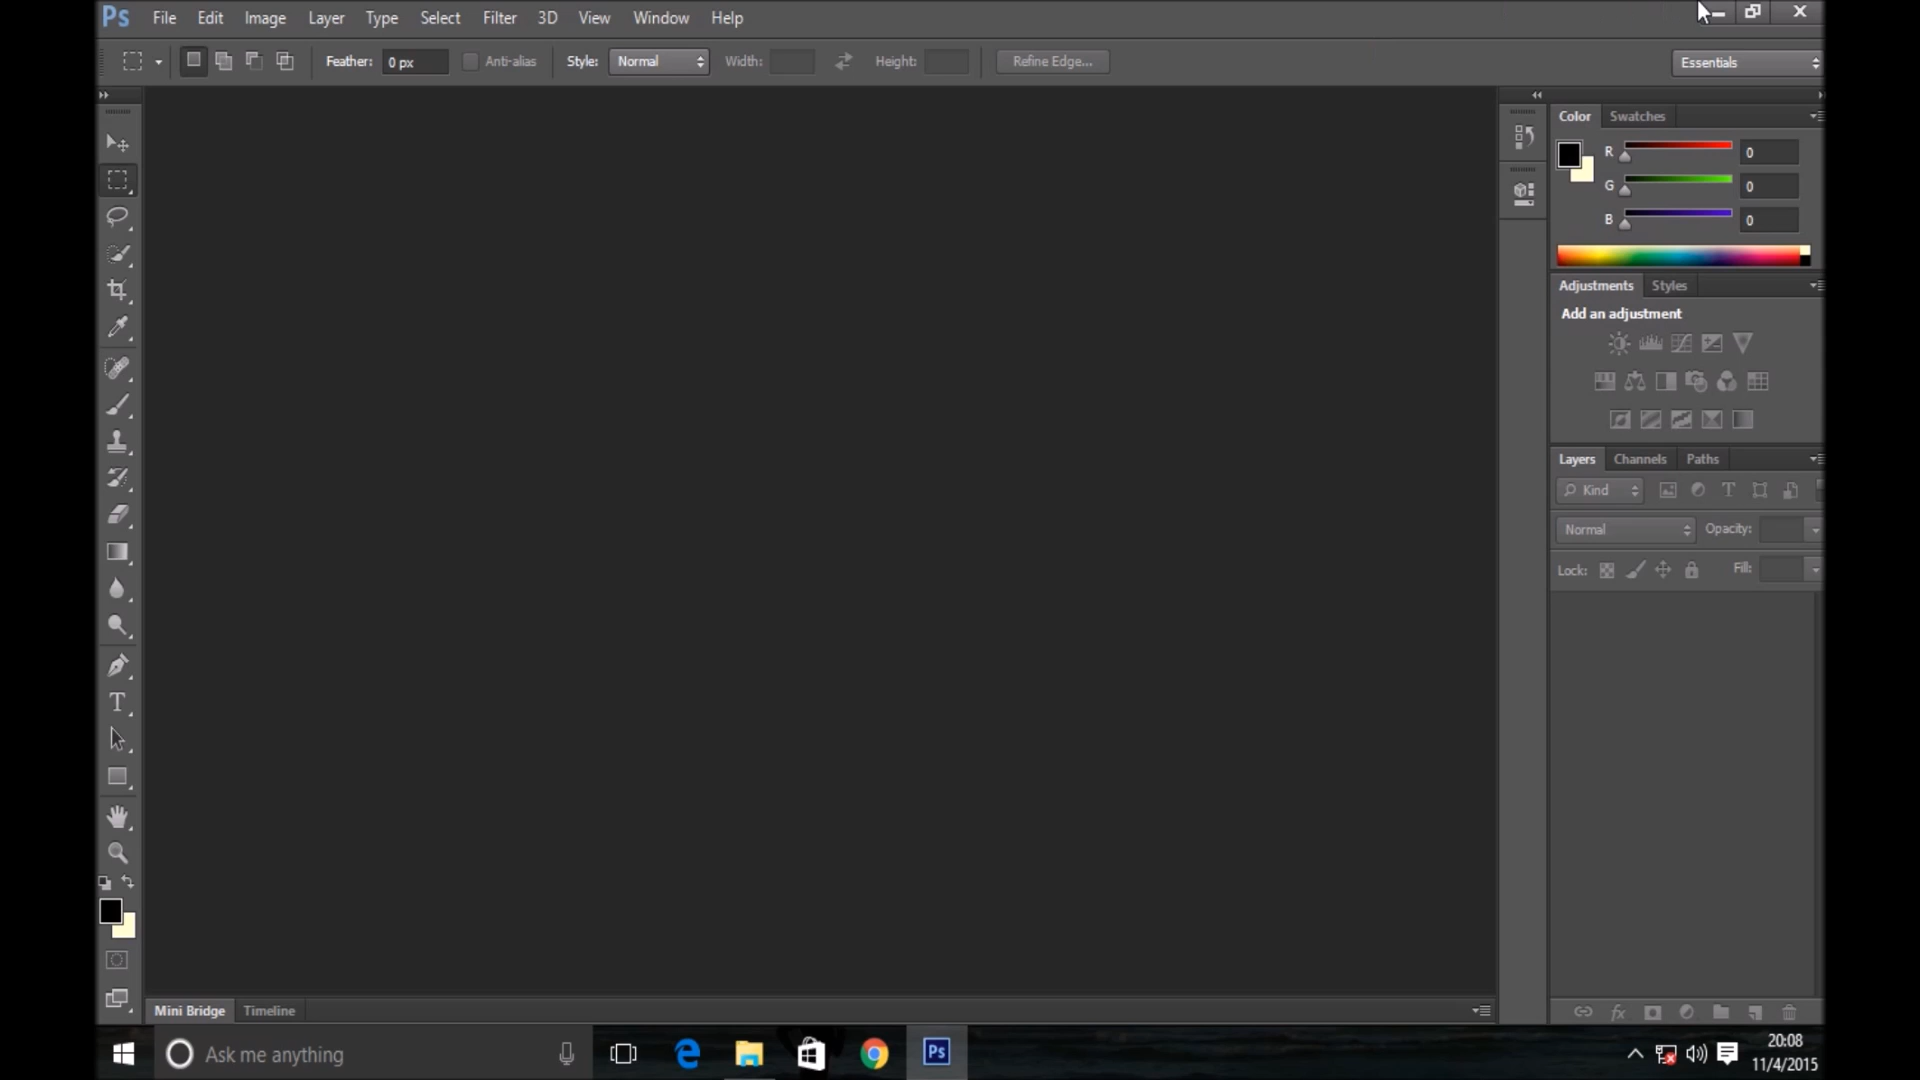 Ps File Edit Image Layer Type Select Filter 3D View Window Help
Feather: 0 px Anti-alias Style: Normal Width: Height: Refine Edge... Essentials
Color Swatches
R 0
G 0
B 0
Adjustments Styles
Add an adjustment
Layers Channels Paths
Kind
Normal Opacity:
Lock: Fill:
Mini Bridge Timeline
Ask me anything
Ps
20:08
11/4/2015